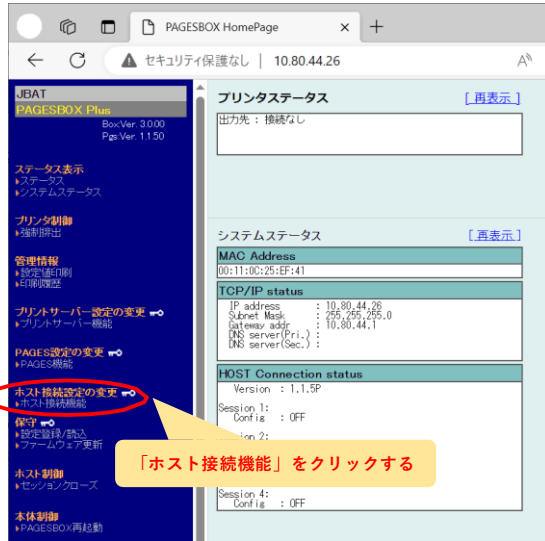 PAGESBOX HomePage
セキュリティ保護なし
10.80.44.26
JBAT
PAGESBOX Plus
Box:Ver. 3.0.00
Pgs:Ver. 1.1.50
ステータス表示
ステータス
システムステータス
プリンタ制御
強制排出
管理情報
設定値印刷
印刷履歴
プリントサーバー設定の変更
プリントサーバー機能
PAGES設定の変更
PAGES機能
ホスト接続設定の変更
ホスト接続機能
保守
設定登録/読込
ファームウェア更新
ホスト制御
セッションクローズ
本体制御
PAGESBOX再起動
プリンタステータス [ 再表示 ]
出力先 : 接続なし
システムステータス [ 再表示 ]
MAC Address
00:11:0C:25:EF:41
TCP/IP status
IP address : 10.80.44.26
Subnet Mask : 255.255.255.0
Gateway addr : 10.80.44.1
DNS server(Pri.) :
DNS server(Sec.) :
HOST Connection status
Version : 1.1.5P
Session 1:
Config : OFF
Session 4:
Config : OFF
「ホスト接続機能」をクリックする